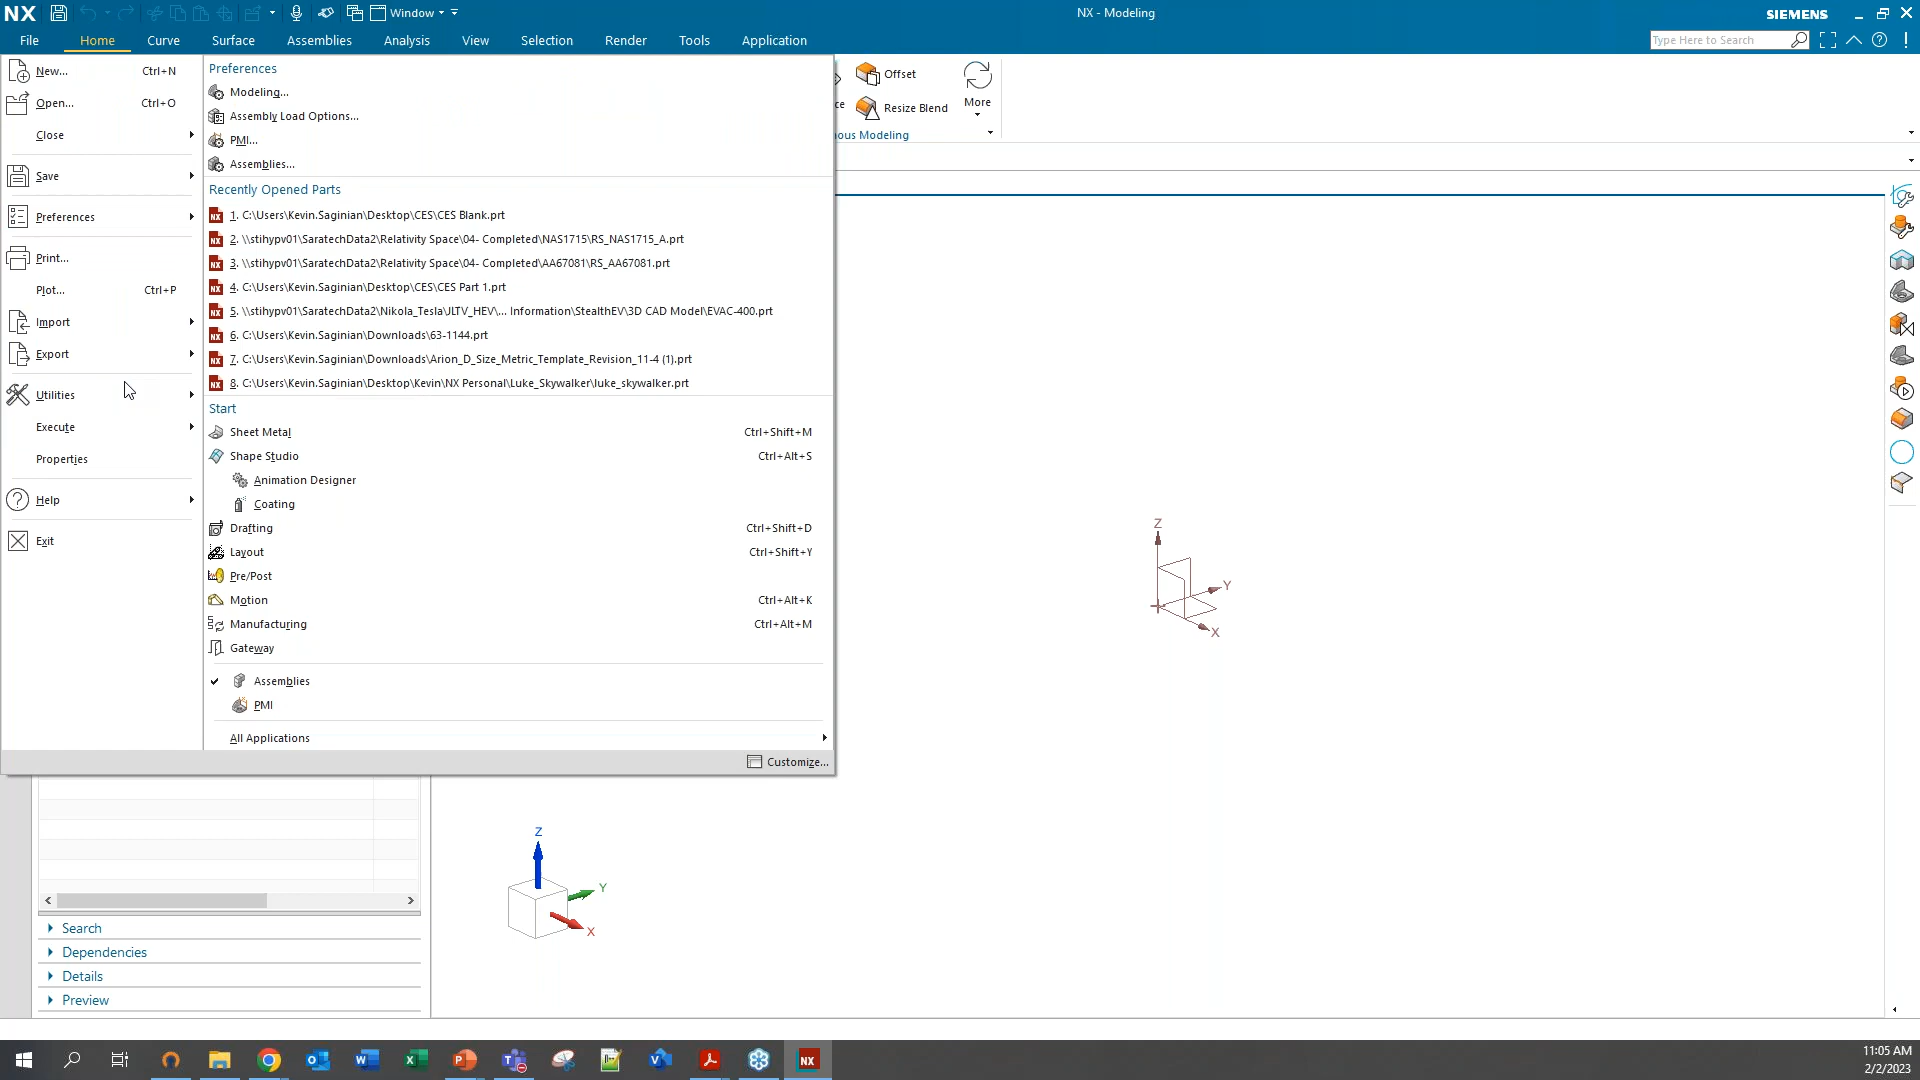 NX
Window
NX - Modeling
SIEMENS
File
Home
Curve
Surface
Assemblies
Analysis
View
Selection
Render
Tools
Application
Type Here to Search
New... Ctrl+N
Open... Ctrl+O
Close
Save
Preferences
Print...
Plot... Ctrl+P
Import
Export
Utilities
Execute
Properties
Help
Exit
Preferences
Modeling...
Assembly Load Options...
PMI...
Assemblies...
Recently Opened Parts
1. C:\Users\Kevin.Saginian\Desktop\CES\CES Blank.prt
2. \\stihypv01\SaratechData2\Relativity Space\04- Completed\NAS1715\RS_NAS1715_A.prt
3. \\stihypv01\SaratechData2\Relativity Space\04- Completed\AA67081\RS_AA67081.prt
4. C:\Users\Kevin.Saginian\Desktop\CES\CES Part 1.prt
5. \\stihypv01\SaratechData2\Nikola_Tesla\JLTV_HEV\... Information\StealthEV\3D CAD Model\EVAC-400.prt
6. C:\Users\Kevin.Saginian\Downloads\63-1144.prt
7. C:\Users\Kevin.Saginian\Downloads\Arion_D_Size_Metric_Template_Revision_11-4 (1).prt
8. C:\Users\Kevin.Saginian\Desktop\Kevin\NX Personal\Luke_Skywalker\luke_skywalker.prt
Start
Sheet Metal Ctrl+Shift+M
Shape Studio Ctrl+Alt+S
Animation Designer
Coating
Drafting Ctrl+Shift+D
Layout Ctrl+Shift+Y
Pre/Post
Motion Ctrl+Alt+K
Manufacturing Ctrl+Alt+M
Gateway
Assemblies
PMI
All Applications
Customize...
Offset
Resize Blend
More
ce
ous Modeling
Z
Y
X
Z
Y
X
Search
Dependencies
Details
Preview
11:05 AM
2/2/2023